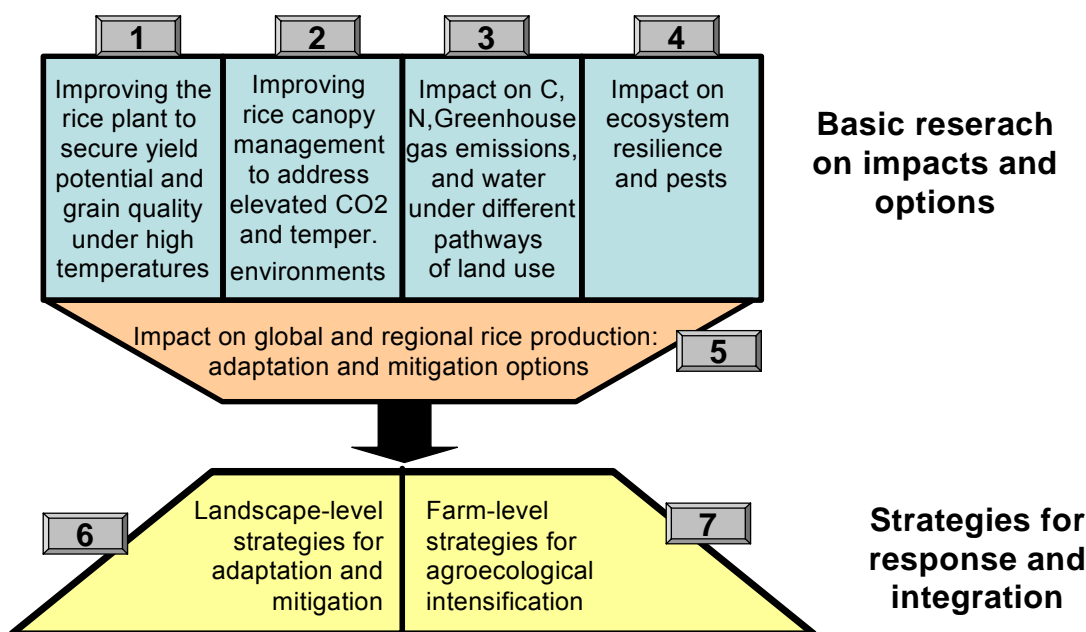 1
Improving the
rice plant to
secure yield
potential and
grain quality
under high
temperatures
2
Improving
rice canopy
management
to address
elevated CO2
and temper.
environments
3
Impact on C,
N,Greenhouse
gas emissions,
and water
under different
pathways
of land use
4
Impact on
ecosystem
resilience
and pests
Basic reserach
on impacts and
options
Impact on global and regional rice production:
adaptation and mitigation options
5
6
Landscape-level
strategies for
adaptation and
mitigation
Farm-level
strategies for
agroecological
intensification
7
Strategies for
response and
integration